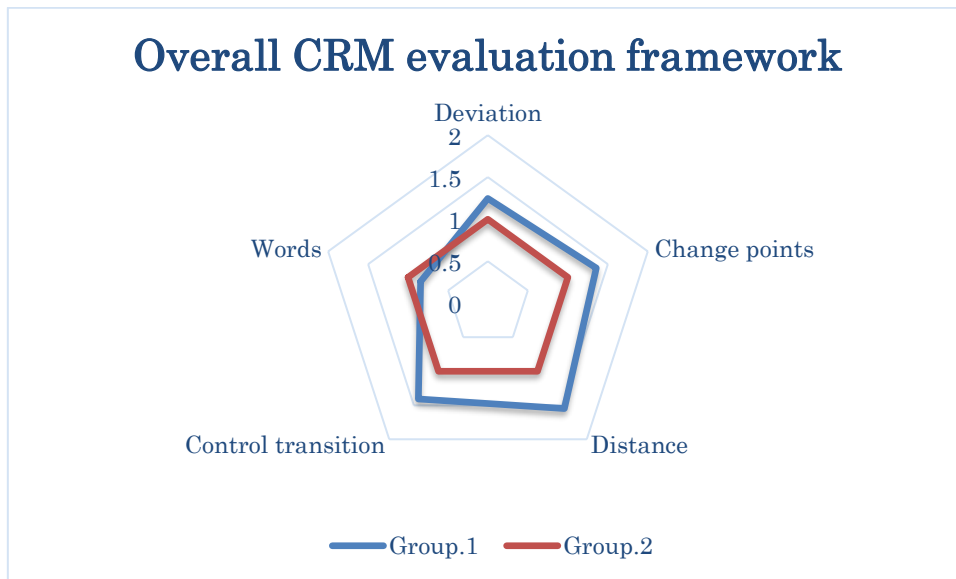 Overall CRM evaluation framework
Deviation
2
1.5
1
0.5
0
Words
Change points
Control transition
Distance
Group.1
Group.2